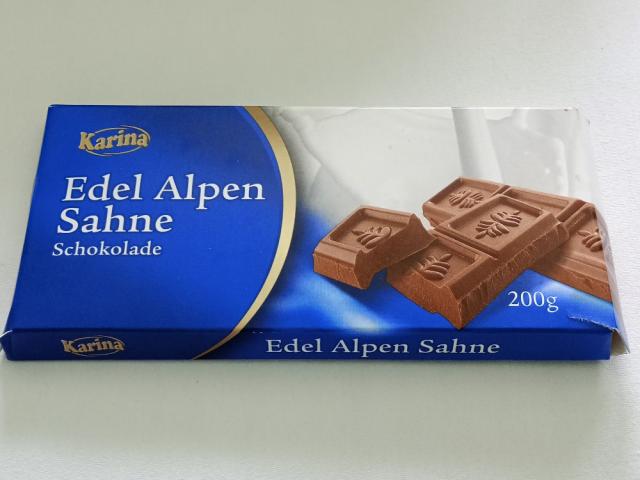 Karina
Edel Alpen
Sahne
Schokolade
200g
Karina
Edel Alpen Sahne